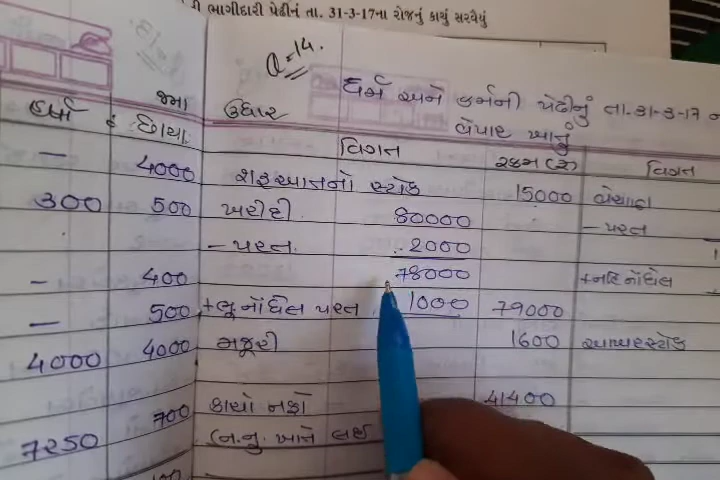 ભાગીદારી પેઢીનું તા. 31-3-17ના રોજનું કાચું સરવૈયું
Q-14.
ધર્મ અને કર્મની પેઢીનું તા.31-3-17 ન
વેપાર ખાતું
જમા ઉધાર
વિગત રકમ (₹) વિગત
— 4000 શરૂઆતનો સ્ટોક 15000 વેચાણ
300 500 ખરીદી 80000 - પરત
- પરત 2000
- 400 78000
— 500 + ભૂ નોંધેલ પરત 1000 79000
4000 4000 મજૂરી 1600 આખરસ્ટોક
700 કાચો નફો 41400
7250 (ન.નુ. ખાતે લઈ